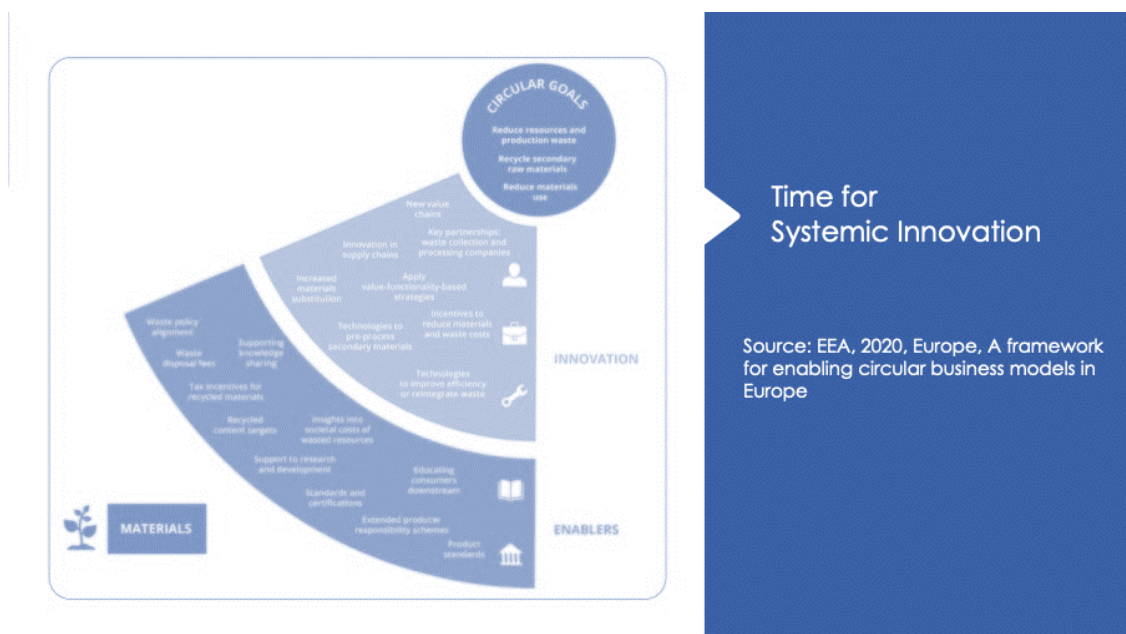 CIRCULAR GOALS
Reduce resources and
production waste
Recycle secondary
raw materials
Reduce materials
use
New value
chains
Key partnerships:
waste collection and
processing companies
Innovation in
supply chains
Increased
materials
substitution
Apply
value-functionality-based
strategies
Incentives to
reduce materials
and waste costs
Technologies to
pre-process
secondary materials
Technologies
to improve efficiency
or reintegrate waste
INNOVATION
Waste policy
alignment
Supporting
knowledge
sharing
Waste
disposal fees
Tax incentives for
recycled materials
Recycled
content targets
Insights into
societal costs of
wasted resources
Support to research
and development
Educating
consumers
downstream
Standards and
certifications
Extended producer
responsibility schemes
Product
standards
ENABLERS
MATERIALS
Time for
Systemic Innovation
Source: EEA, 2020, Europe, A framework
for enabling circular business models in
Europe